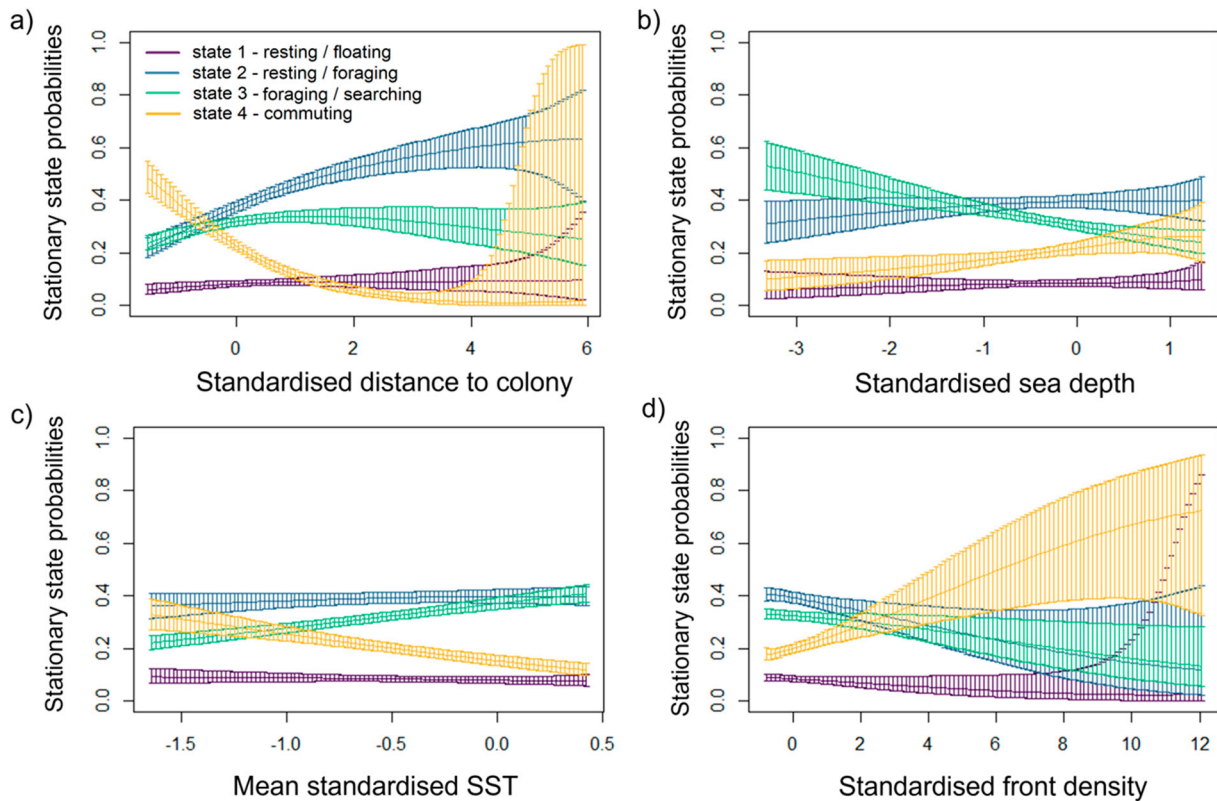 a)
Stationary state probabilities
1.0
0.8
0.6
0.4
0.2
0.0
state 1 - resting / floating
state 2 - resting / foraging
state 3 - foraging / searching
state 4 - commuting
0 2 4 6
Standardised distance to colony
b)
Stationary state probabilities
1.0
0.8
0.6
0.4
0.2
0.0
-3 -2 -1 0 1
Standardised sea depth
c)
Stationary state probabilities
1.0
0.8
0.6
0.4
0.2
0.0
-1.5 -1.0 -0.5 0.0 0.5
Mean standardised SST
d)
Stationary state probabilities
1.0
0.8
0.6
0.4
0.2
0.0
0 2 4 6 8 10 12
Standardised front density